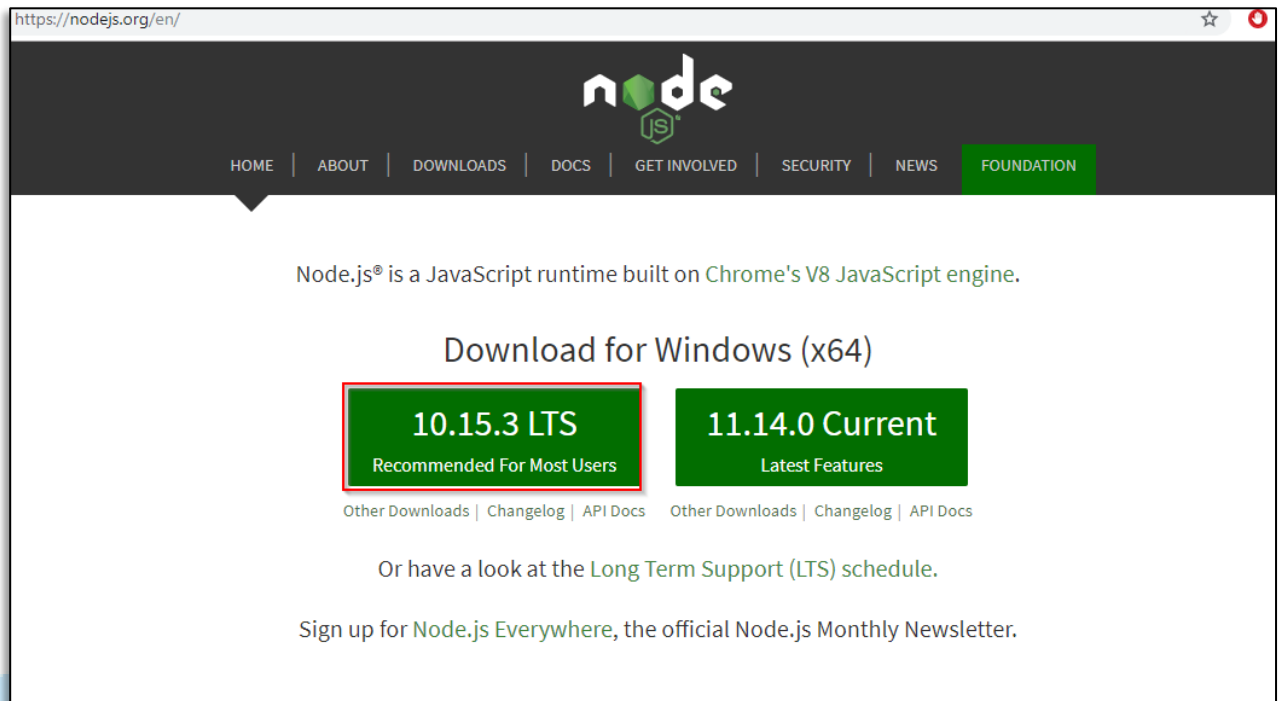 https://nodejs.org/en/
node
JS
HOME | ABOUT | DOWNLOADS | DOCS | GET INVOLVED | SECURITY | NEWS FOUNDATION
Node.js® is a JavaScript runtime built on Chrome's V8 JavaScript engine.
Download for Windows (x64)
10.15.3 LTS 11.14.0 Current
Recommended For Most Users Latest Features
Other Downloads | Changelog | API Docs Other Downloads | Changelog | API Docs
Or have a look at the Long Term Support (LTS) schedule.
Sign up for Node.js Everywhere, the official Node.js Monthly Newsletter.